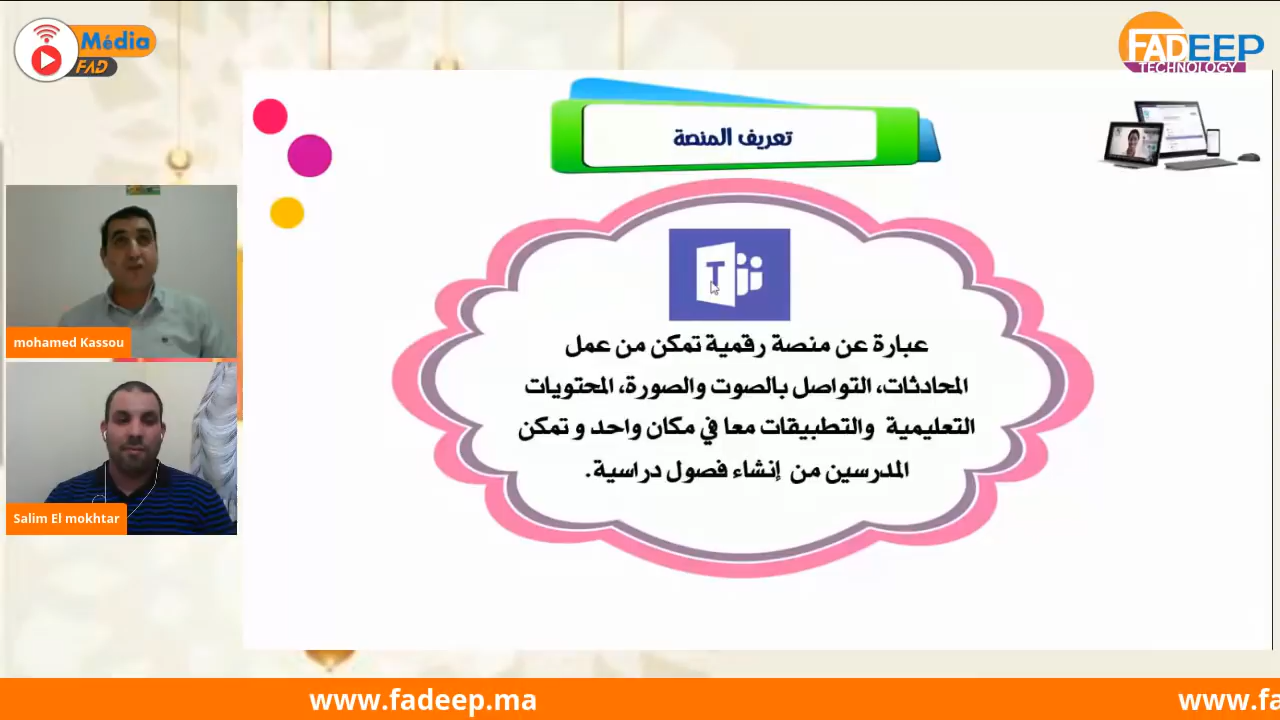 Média
FAD
FADEEP
TECHNOLOGY
تعريف المنصة
T
عبارة عن منصة رقمية تمكن من عمل
المحادثات، التواصل بالصوت والصورة، المحتويات
التعليمية والتطبيقات معا في مكان واحد و تمكن
المدرسين من إنشاء فصول دراسية.
mohamed Kassou
Salim El mokhtar
www.fadeep.ma
www.fa